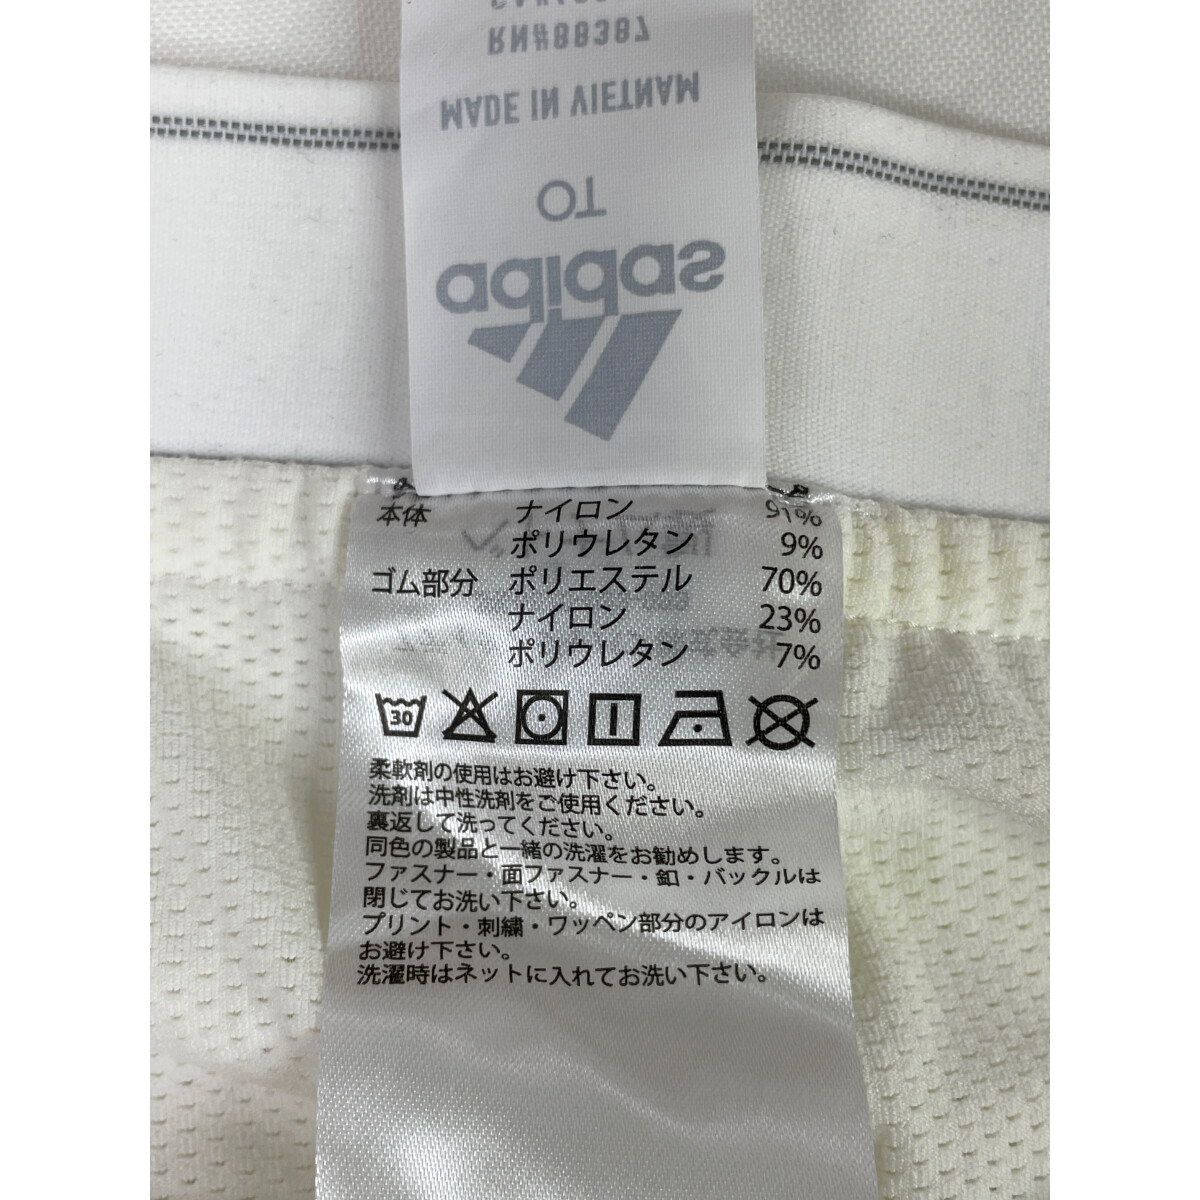 RN#88387
MADE IN VIETNAM
OT
adidas
本体 ナイロン 91%
ポリウレタン 9%
ゴム部分 ポリエステル 70%
ナイロン 23%
ポリウレタン 7%
30
柔軟剤の使用はお避け下さい。
洗剤は中性洗剤をご使用ください。
裏返して洗ってください。
同色の製品と一緒の洗濯をお勧めします。
ファスナー・面ファスナー・釦・バックルは
閉じてお洗い下さい。
プリント・刺繍・ワッペン部分のアイロンは
お避け下さい。
洗濯時はネットに入れてお洗い下さい。